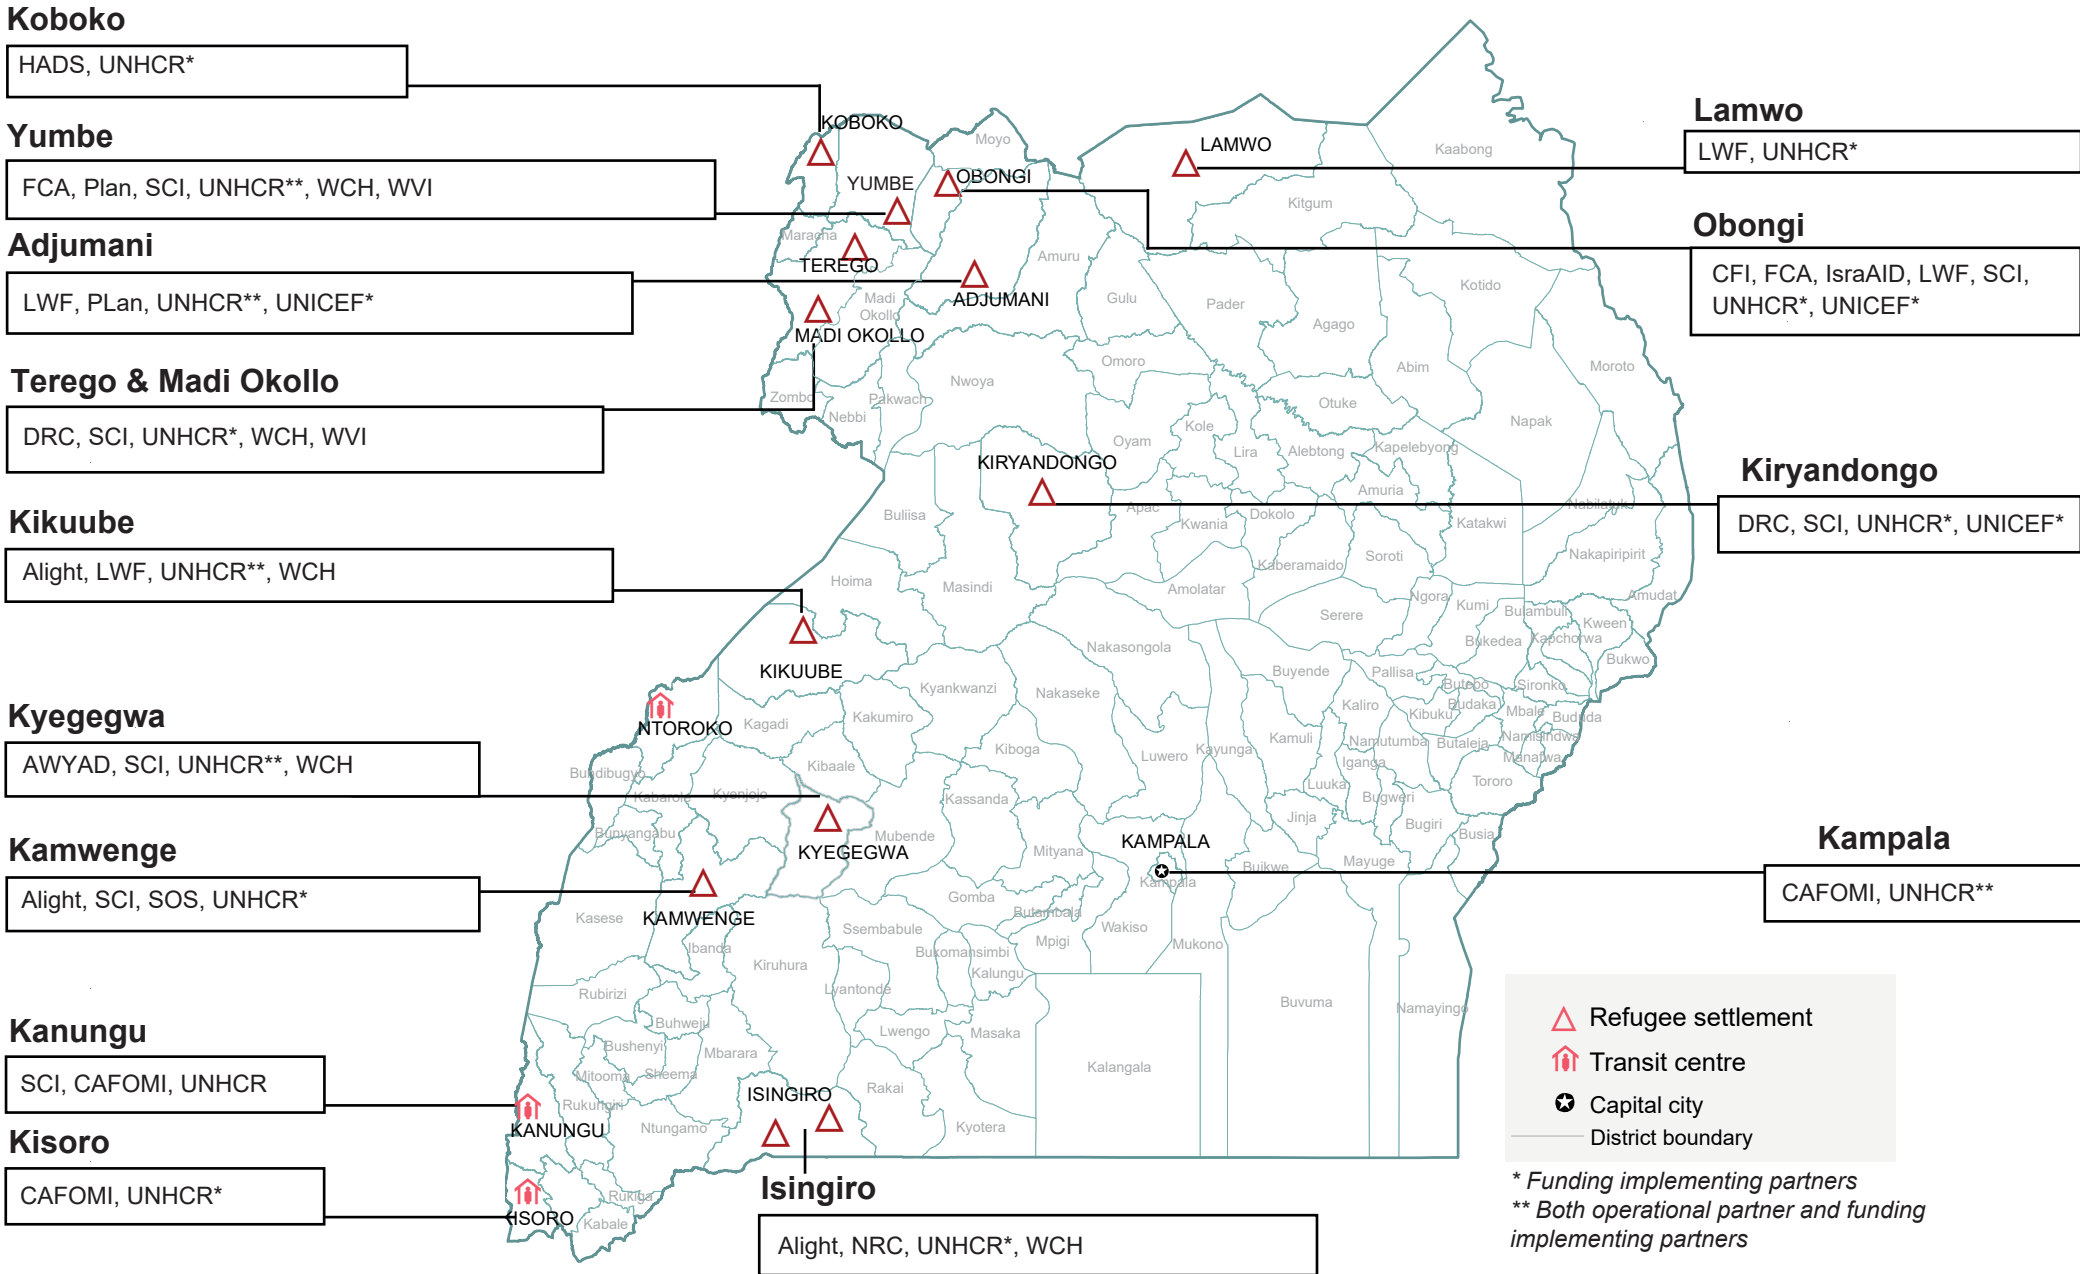 Koboko
HADS, UNHCR*
Yumbe
FCA, Plan, SCI, UNHCR**, WCH, WVI
Adjumani
LWF, PLan, UNHCR**, UNICEF*
Terego & Madi Okollo
DRC, SCI, UNHCR*, WCH, WVI
Kikuube
Alight, LWF, UNHCR**, WCH
Kyegegwa
AWYAD, SCI, UNHCR**, WCH
Kamwenge
Alight, SCI, SOS, UNHCR*
Kanungu
SCI, CAFOMI, UNHCR
Kisoro
CAFOMI, UNHCR*
Isingiro
Alight, NRC, UNHCR*, WCH
Lamwo
LWF, UNHCR*
Obongi
CFI, FCA, IsraAID, LWF, SCI,
UNHCR*, UNICEF*
Kiryandongo
DRC, SCI, UNHCR*, UNICEF*
Kampala
CAFOMI, UNHCR**
KOBOKO
Moyo
LAMWO
Kaabong
YUMBE
OBONGI
Kitgum
Maracha
TEREGO
Amuru
Madi
Okollo
ADJUMANI
Gulu
Pader
Kotido
Agago
MADI OKOLLO
Omoro
Abim
Moroto
Nwoya
Zombo
Pakwach
Nebbi
Otuke
Napak
Kole
Oyam
Lira
Alebtong
Kapelebyong
KIRYANDONGO
Amuria
Nabilatuk
Apac
Buliisa
Kwania
Dokolo
Katakwi
Nakapiripirit
Soroti
Kaberamaido
Hoima
Masindi
Amolatar
Ngora
Kumi
Amudat
Serere
Bulambuli
Kween
Bukedea
Kapchorwa
Nakasongola
Bukwo
KIKUUBE
Buyende
Pallisa
Kyankwanzi
Nakaseke
Butebo
Sironko
Kaliro
Budaka
Kibuku
Mbale
Bududa
NTOROKO
Kagadi
Kakumiro
Kamuli
Namutumba
Butaleja
Namisindwa
Kiboga
Luwero
Kayunga
Iganga
Manafwa
Bundibugyo
Kibaale
Tororo
Luuka
Kabarole
Kyenjojo
Kassanda
Bugweri
Jinja
Bugiri
Busia
Bunyangabu
Mubende
KYEGEGWA
Mityana
KAMPALA
Kampala
Buikwe
Mayuge
Gomba
Butambala
Kasese
KAMWENGE
Ssembabule
Wakiso
Mpigi
Mukono
Ibanda
Bukomansimbi
Kiruhura
Kalungu
Rubirizi
Lyantonde
Buvuma
Namayingo
Buhweju
Lwengo
Masaka
Bushenyi
Mbarara
Mitooma
Sheema
Kalangala
Rakai
ISINGIRO
Rukungiri
KANUNGU
Ntungamo
Kyotera
Rukiga
KISORO
Kabale
Refugee settlement
Transit centre
Capital city
District boundary
* Funding implementing partners
** Both operational partner and funding
implementing partners